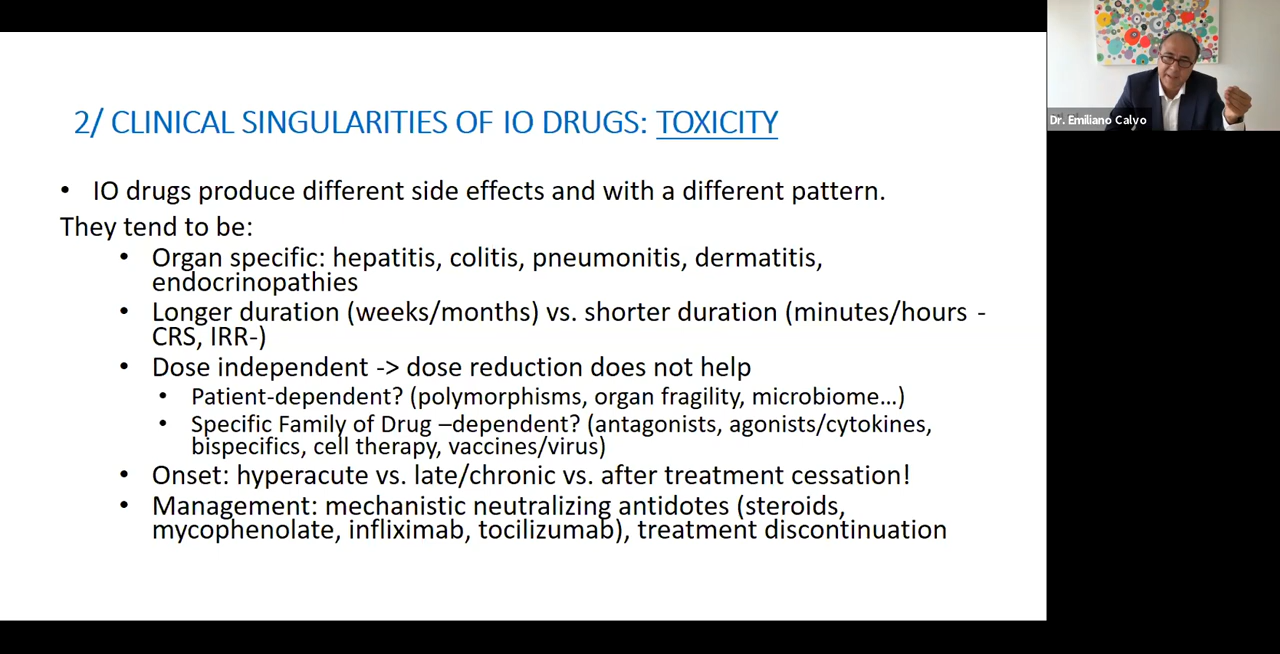 2/ CLINICAL SINGULARITIES OF IO DRUGS: TOXICITY
• IO drugs produce different side effects and with a different pattern.
They tend to be:
• Organ specific: hepatitis, colitis, pneumonitis, dermatitis,
endocrinopathies
• Longer duration (weeks/months) vs. shorter duration (minutes/hours -
CRS, IRR-)
• Dose independent -> dose reduction does not help
• Patient-dependent? (polymorphisms, organ fragility, microbiome...)
• Specific Family of Drug –dependent? (antagonists, agonists/cytokines,
bispecifics, cell therapy, vaccines/virus)
• Onset: hyperacute vs. late/chronic vs. after treatment cessation!
• Management: mechanistic neutralizing antidotes (steroids,
mycophenolate, infliximab, tocilizumab), treatment discontinuation
Dr. Emiliano Calvo